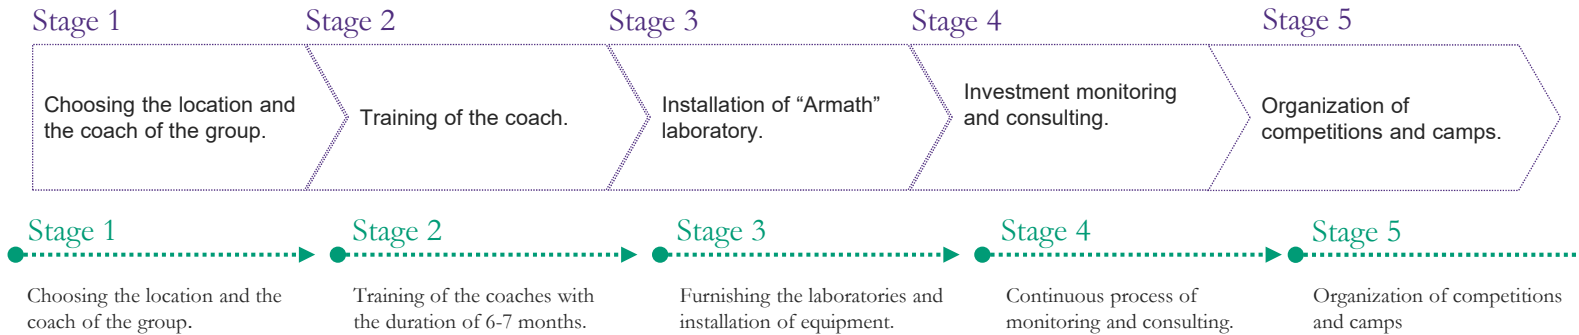 Stage 1
Stage 2
Stage 3
Stage 4
Stage 5
Choosing the location and
the coach of the group.
Training of the coach.
Installation of “Armath”
laboratory.
Investment monitoring
and consulting.
Organization of
competitions and camps.
Stage 1
Stage 2
Stage 3
Stage 4
Stage 5
Choosing the location and the
coach of the group.
Training of the coaches with
the duration of 6-7 months.
Furnishing the laboratories and
installation of equipment.
Continuous process of
monitoring and consulting.
Organization of competitions
and camps